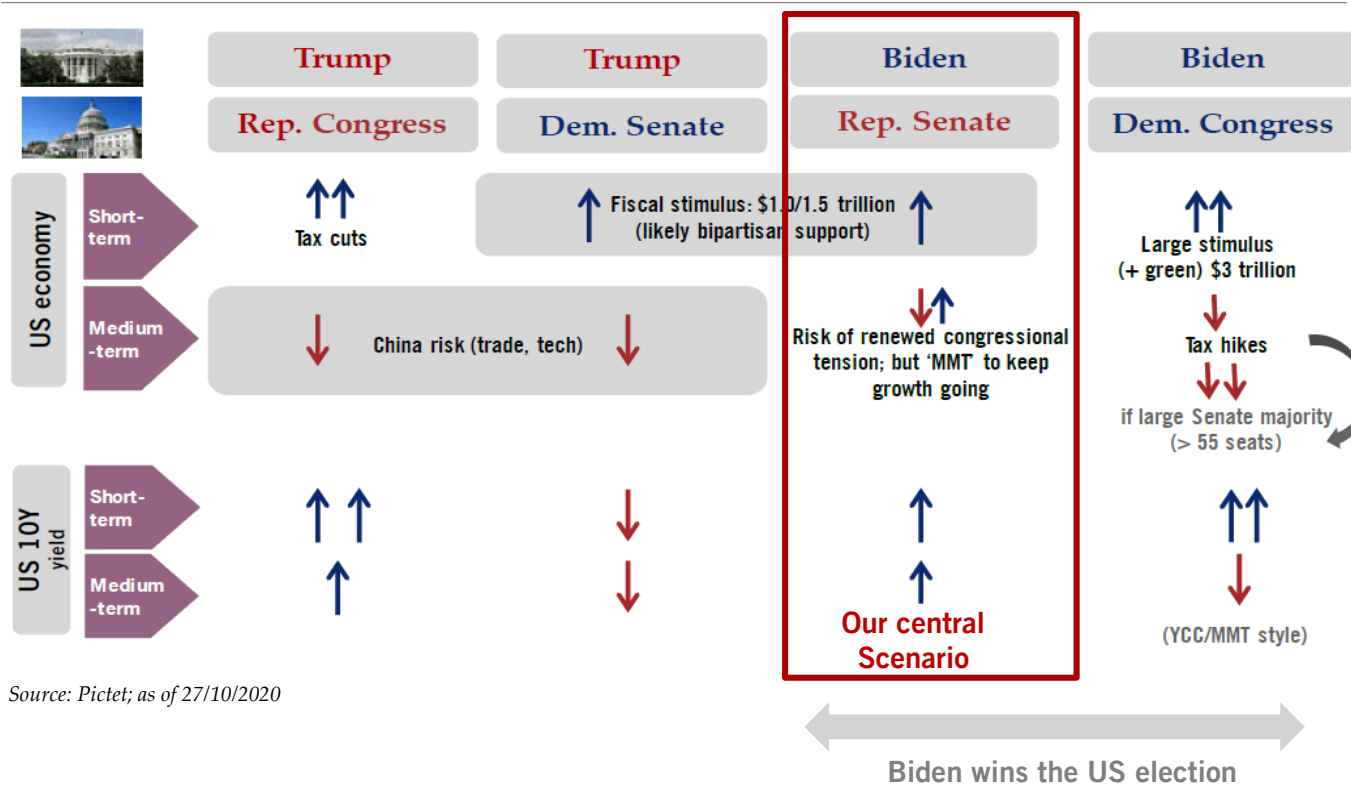 Trump
Trump
Biden
Biden
Rep. Congress
Dem. Senate
Rep. Senate
Dem. Congress
US economy
Short-
term
Tax cuts
Fiscal stimulus: $1.0/1.5 trillion
(likely bipartisan support)
Large stimulus
(+ green) $3 trillion
Medium
-term
China risk (trade, tech)
Risk of renewed congressional
tension; but ‘MMT’ to keep
growth going
Tax hikes
if large Senate majority
(> 55 seats)
US 10Y
yield
Short-
term
Medium
-term
Our central
Scenario
(YCC/MMT style)
Source: Pictet; as of 27/10/2020
Biden wins the US election